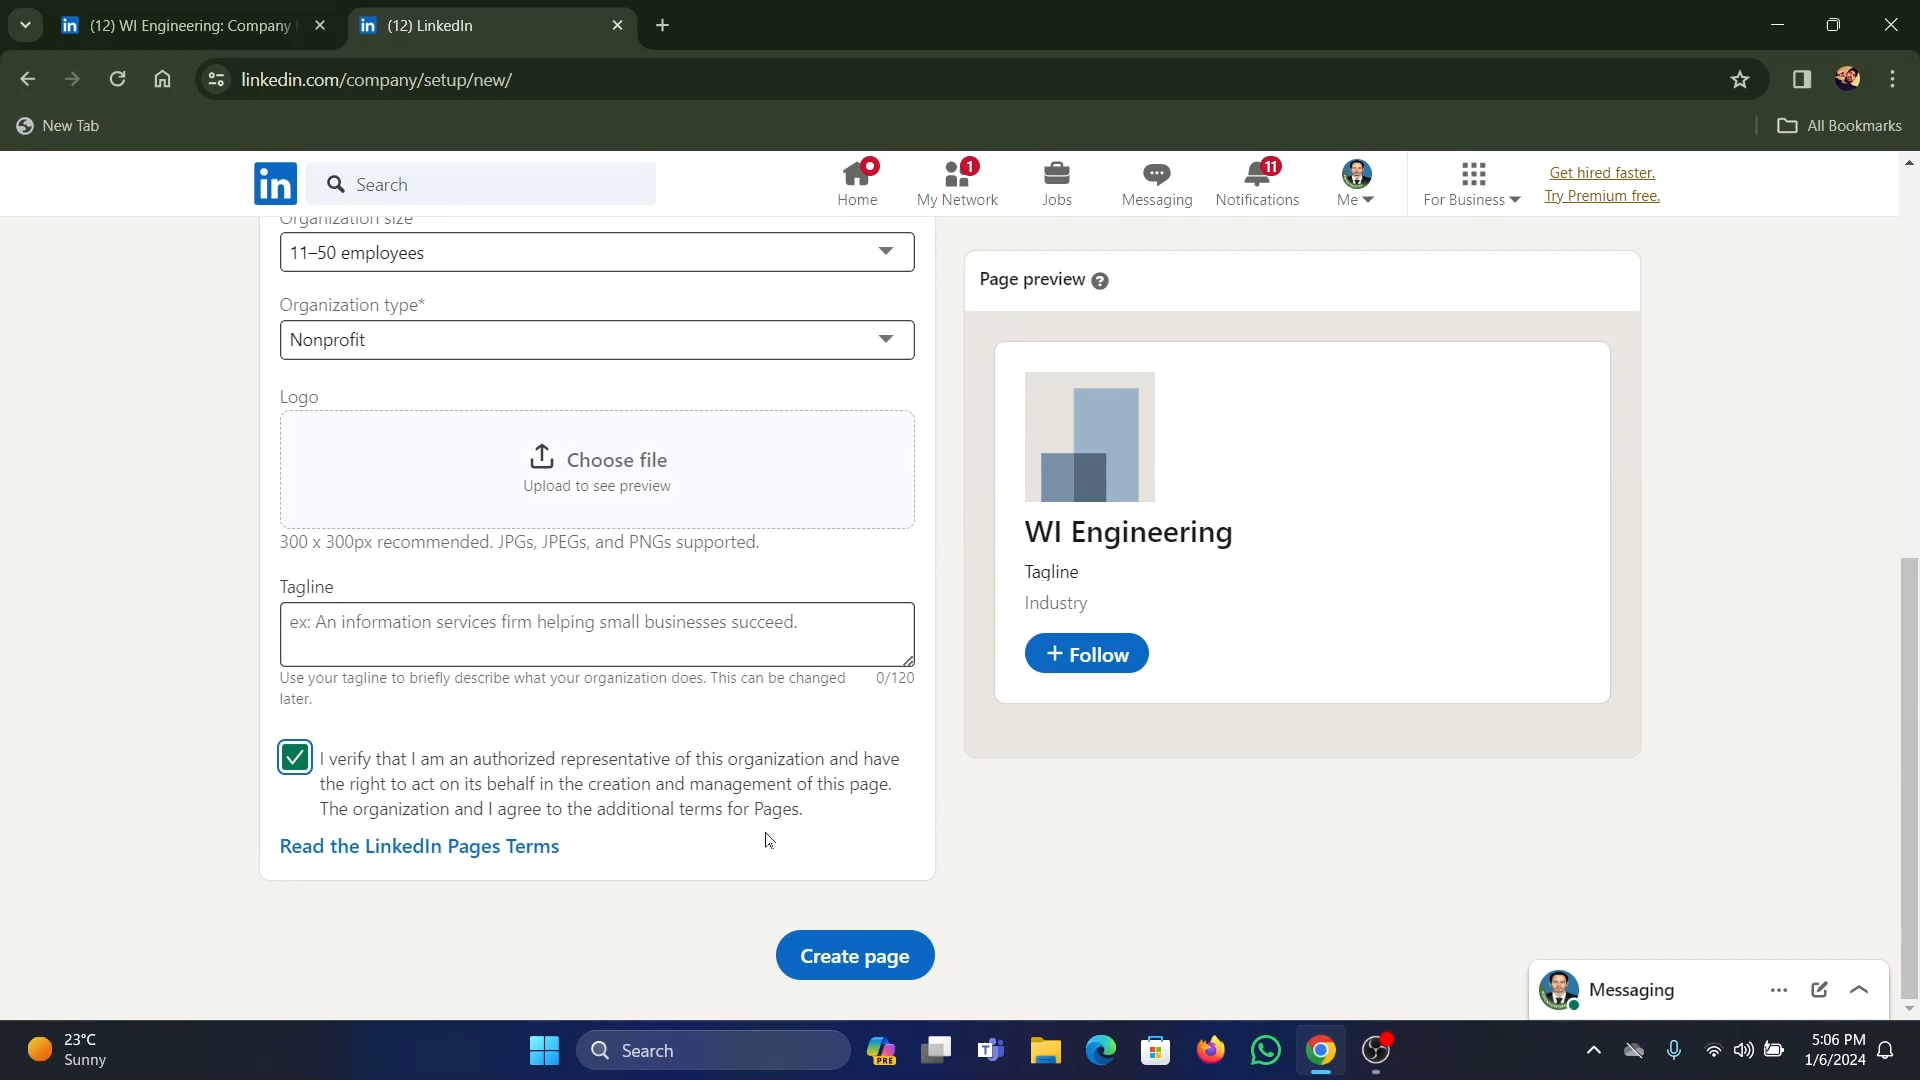 (12) WI Engineering: Company
(12) LinkedIn
linkedin.com/company/setup/new/
New Tab
All Bookmarks
in
Search
Home
1
My Network
Jobs
Messaging
11
Notifications
Me
For Business
Get hired faster.
Try Premium free.
Organization size
11–50 employees
Organization type*
Nonprofit
Logo
Choose file
Upload to see preview
300 x 300px recommended. JPGs, JPEGs, and PNGs supported.
Tagline
ex: An information services firm helping small businesses succeed.
Use your tagline to briefly describe what your organization does. This can be changed
later.
0/120
I verify that I am an authorized representative of this organization and have
the right to act on its behalf in the creation and management of this page.
The organization and I agree to the additional terms for Pages.
Read the LinkedIn Pages Terms
Create page
Page preview
WI Engineering
Tagline
Industry
+ Follow
Messaging
23°C
Sunny
Search
PRE
5:06 PM
1/6/2024